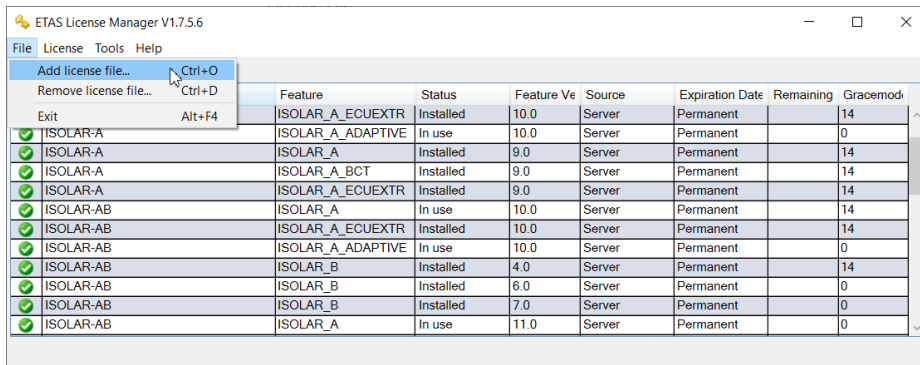 ETAS License Manager V1.7.5.6
File License Tools Help
Add license file... Ctrl+O
Remove license file... Ctrl+D
Exit Alt+F4
Feature Status Feature Ve Source Expiration Date Remaining Gracemod
ISOLAR_A_ECUEXTR Installed 10.0 Server Permanent 14
ISOLAR-A ISOLAR_A_ADAPTIVE In use 10.0 Server Permanent 0
ISOLAR-A ISOLAR_A Installed 9.0 Server Permanent 14
ISOLAR-A ISOLAR_A_BCT Installed 9.0 Server Permanent 14
ISOLAR-A ISOLAR_A_ECUEXTR Installed 9.0 Server Permanent 14
ISOLAR-AB ISOLAR_A In use 10.0 Server Permanent 14
ISOLAR-AB ISOLAR_A_ECUEXTR Installed 10.0 Server Permanent 14
ISOLAR-AB ISOLAR_A_ADAPTIVE In use 10.0 Server Permanent 0
ISOLAR-AB ISOLAR_B Installed 4.0 Server Permanent 14
ISOLAR-AB ISOLAR_B Installed 6.0 Server Permanent 0
ISOLAR-AB ISOLAR_B Installed 7.0 Server Permanent 0
ISOLAR-AB ISOLAR_A In use 11.0 Server Permanent 0